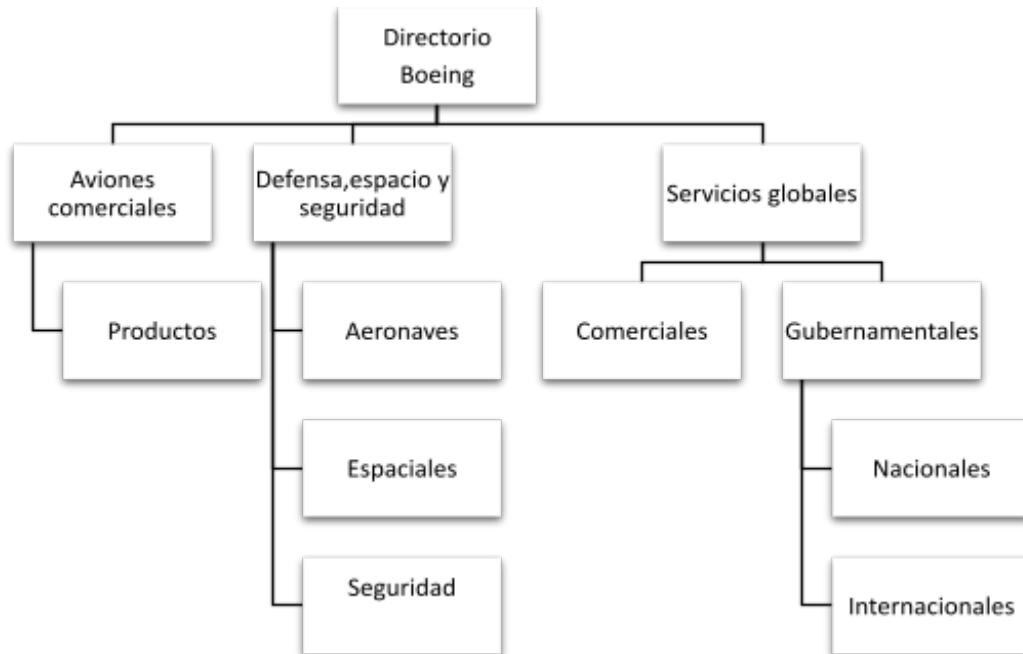 Directorio
Boeing
Aviones
comerciales
Defensa,espacio y
seguridad
Servicios globales
Productos
Aeronaves
Comerciales
Gubernamentales
Espaciales
Nacionales
Seguridad
Internacionales